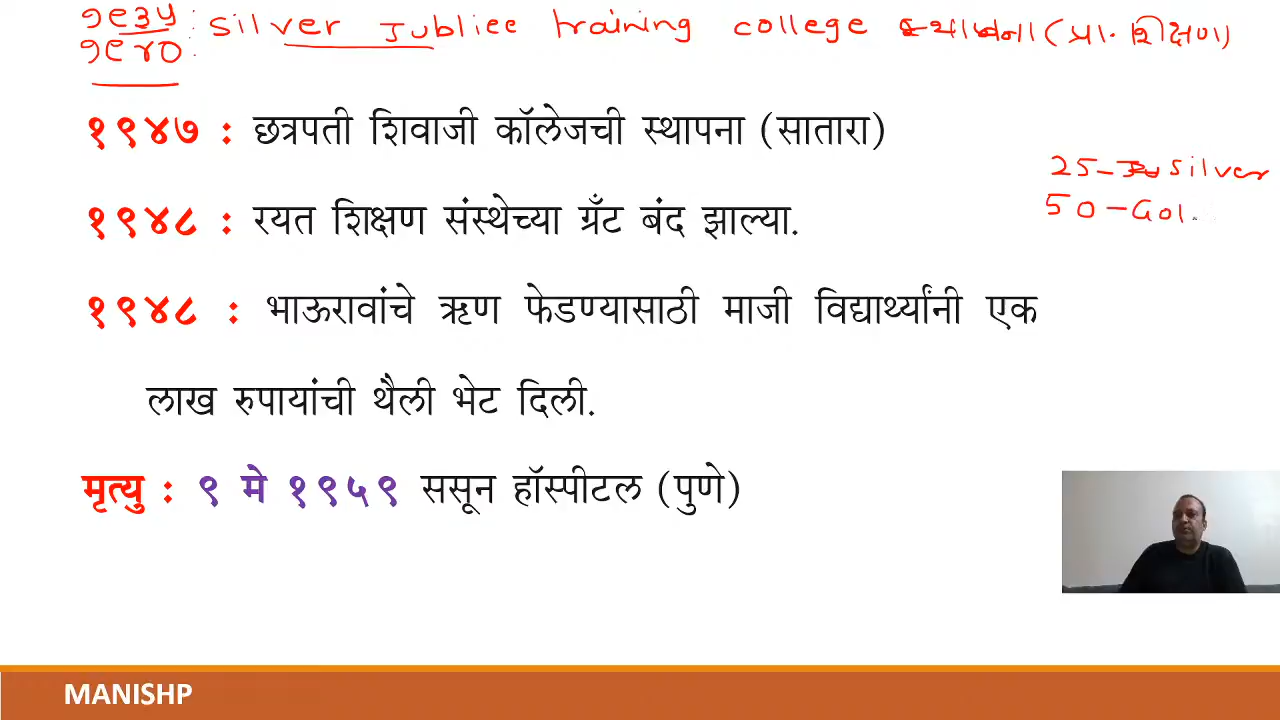 १९३५
१९४० : Silver Jubliee training college स्थापना (प्रा. शिक्षण)
१९४७ : छत्रपती शिवाजी कॉलेजची स्थापना (सातारा)
25 - Silver
50 - Gol
१९४८ : रयत शिक्षण संस्थेच्या ग्रँट बंद झाल्या.
१९४८ : भाऊरावांचे ऋण फेडण्यासाठी माजी विद्यार्थ्यांनी एक
लाख रुपायांची थैली भेट दिली.
मृत्यु : ९ मे १९५९ ससून हॉस्पीटल (पुणे)
MANISHP